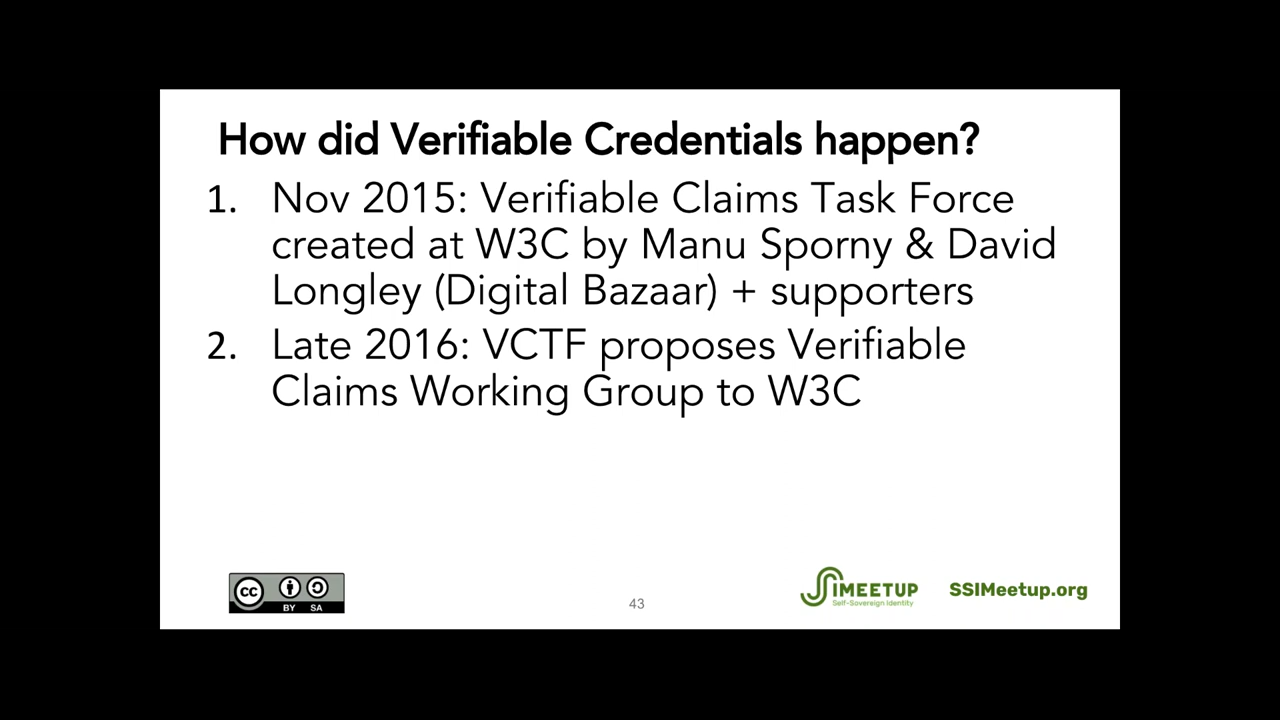 How did Verifiable Credentials happen?
1. Nov 2015: Verifiable Claims Task Force
created at W3C by Manu Sporny & David
Longley (Digital Bazaar) + supporters
2. Late 2016: VCTF proposes Verifiable
Claims Working Group to W3C
cc
BY SA
43
SSIMEETUP
Self-Sovereign Identity
SSIMeetup.org